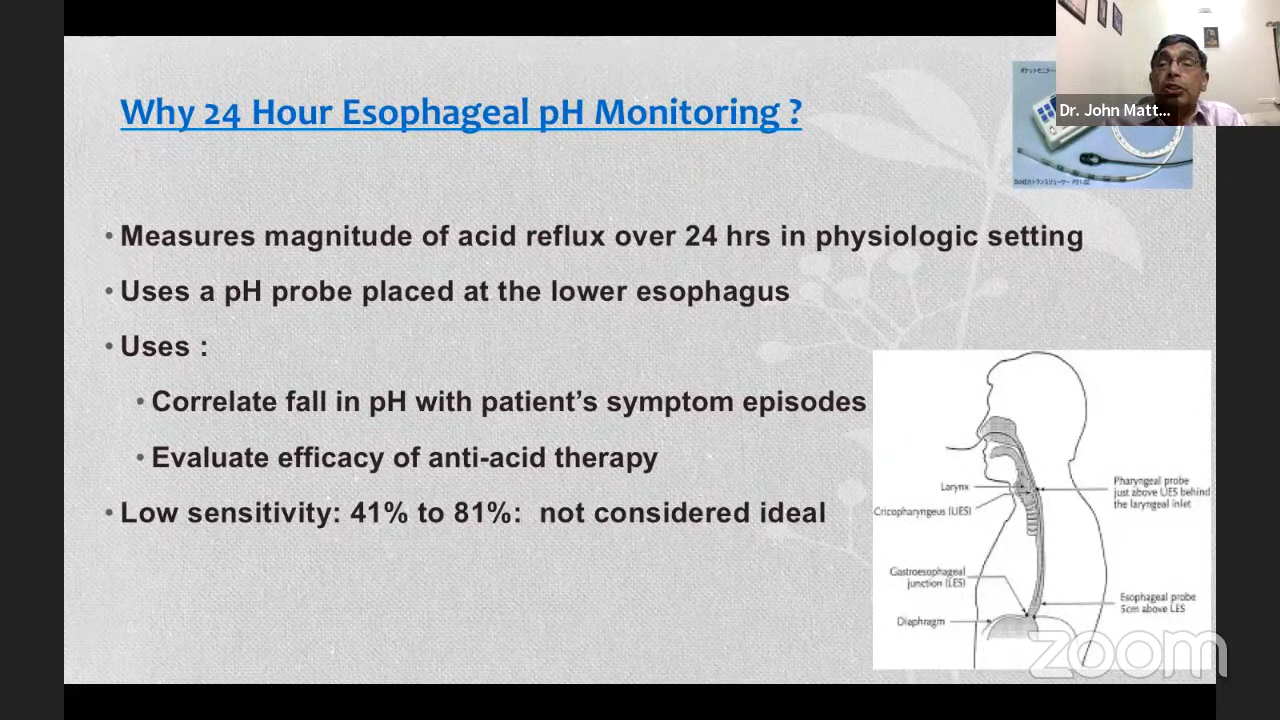 Why 24 Hour Esophageal pH Monitoring ?
Dr. John Matt...
• Measures magnitude of acid reflux over 24 hrs in physiologic setting
• Uses a pH probe placed at the lower esophagus
• Uses :
• Correlate fall in pH with patient’s symptom episodes
• Evaluate efficacy of anti-acid therapy
• Low sensitivity: 41% to 81%: not considered ideal
Larynx
Cricopharyngeus (UES)
Pharyngeal probe
just above UES behind
the laryngeal inlet
Gastroesophageal
junction (LES)
Esophageal probe
5cm above LES
Diaphragm
zoom